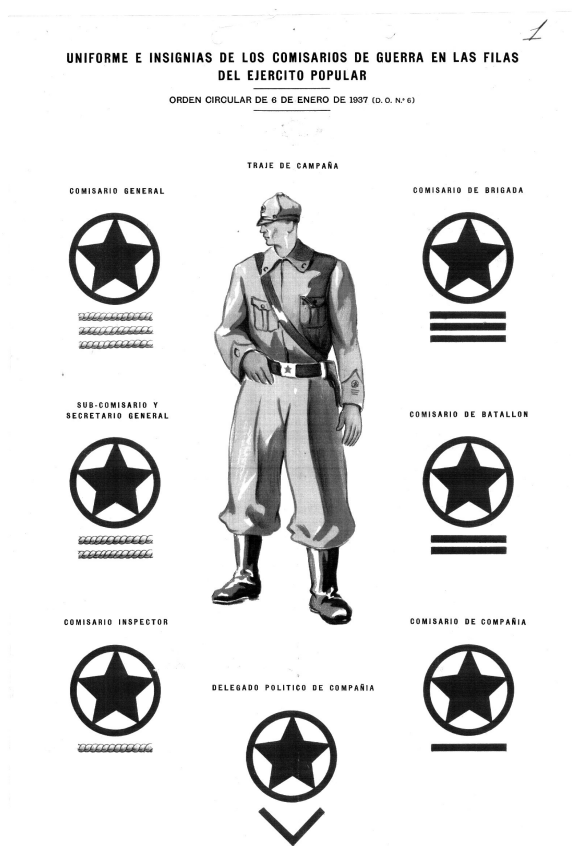 1
UNIFORME E INSIGNIAS DE LOS COMISARIOS DE GUERRA EN LAS FILAS
DEL EJERCITO POPULAR
ORDEN CIRCULAR DE 6 DE ENERO DE 1937 (D. O. N.º 6)
TRAJE DE CAMPAÑA
COMISARIO GENERAL
COMISARIO DE BRIGADA
SUB-COMISARIO Y
SECRETARIO GENERAL
COMISARIO DE BATALLON
COMISARIO INSPECTOR
COMISARIO DE COMPAÑIA
DELEGADO POLITICO DE COMPAÑIA